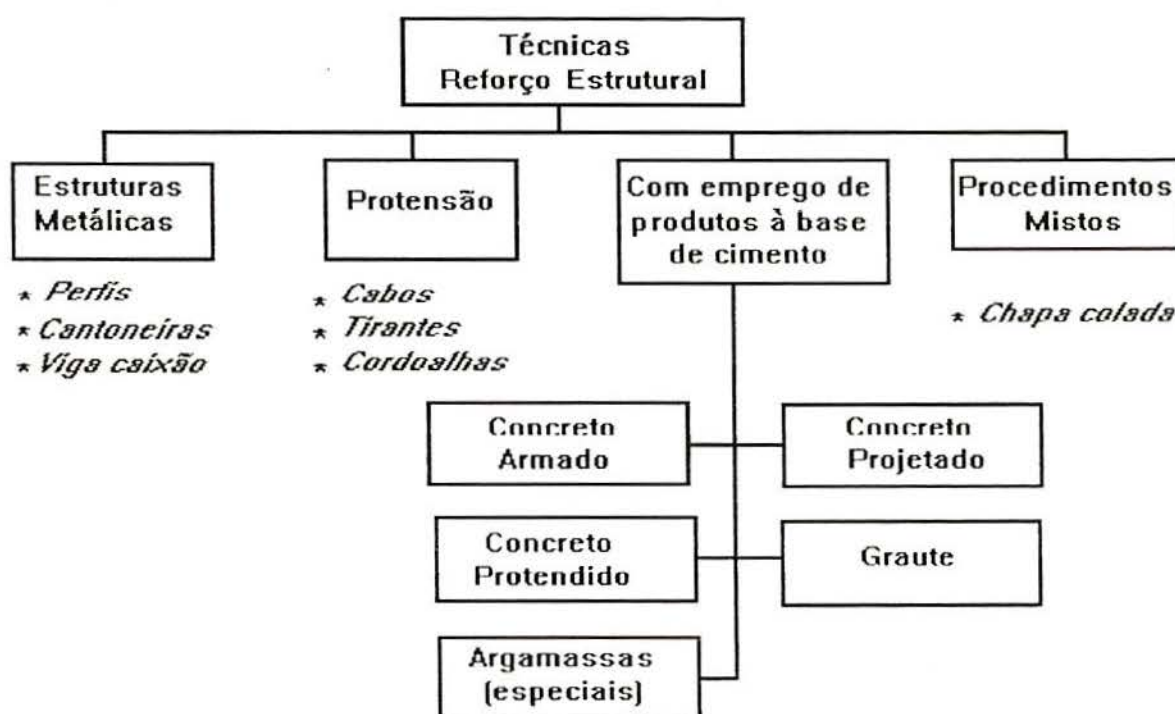 Técnicas
Reforço Estrutural
Estruturas
Metálicas
Protensão
Com emprego de
produtos à base
de cimento
Procedimentos
Mistos
* Perfís
* Cantoneiras
* Viga caixão
* Cabos
* Tirantes
* Cordoalhas
* Chapa colada
Concreto
Armado
Concreto
Projetado
Concreto
Protendido
Graute
Argamassas
(especiais)